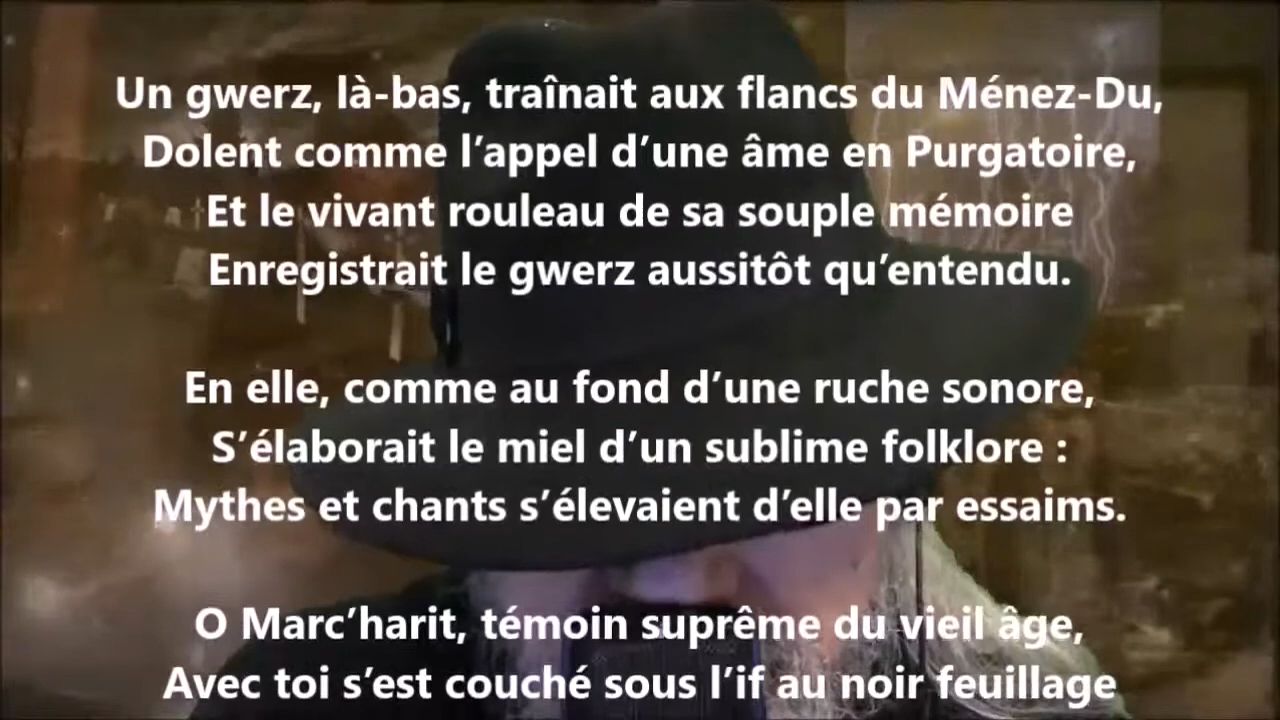 Un gwerz, là-bas, traînait aux flancs du Ménez-Du,
Dolent comme l’appel d’une âme en Purgatoire,
Et le vivant rouleau de sa souple mémoire
Enregistrait le gwerz aussitôt qu’entendu.
En elle, comme au fond d’une ruche sonore,
S’élaborait le miel d’un sublime folklore :
Mythes et chants s’élevaient d’elle par essaims.
O Marc’harit, témoin suprême du vieil âge,
Avec toi s’est couché sous l’if au noir feuillage